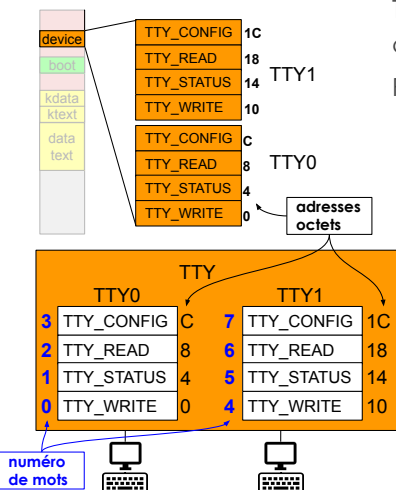 device
boot
kdata
ktext
data
text
TTY_CONFIG 1C
TTY_READ 18
TTY_STATUS 14
TTY_WRITE 10
TTY1
TTY_CONFIG C
TTY_READ 8
TTY_STATUS 4
TTY_WRITE 0
TTY0
adresses
octets
TTY
TTY0 TTY1
3 TTY_CONFIG C 7 TTY_CONFIG 1C
2 TTY_READ 8 6 TTY_READ 18
1 TTY_STATUS 4 5 TTY_STATUS 14
0 TTY_WRITE 0 4 TTY_WRITE 10
numéro
de mots